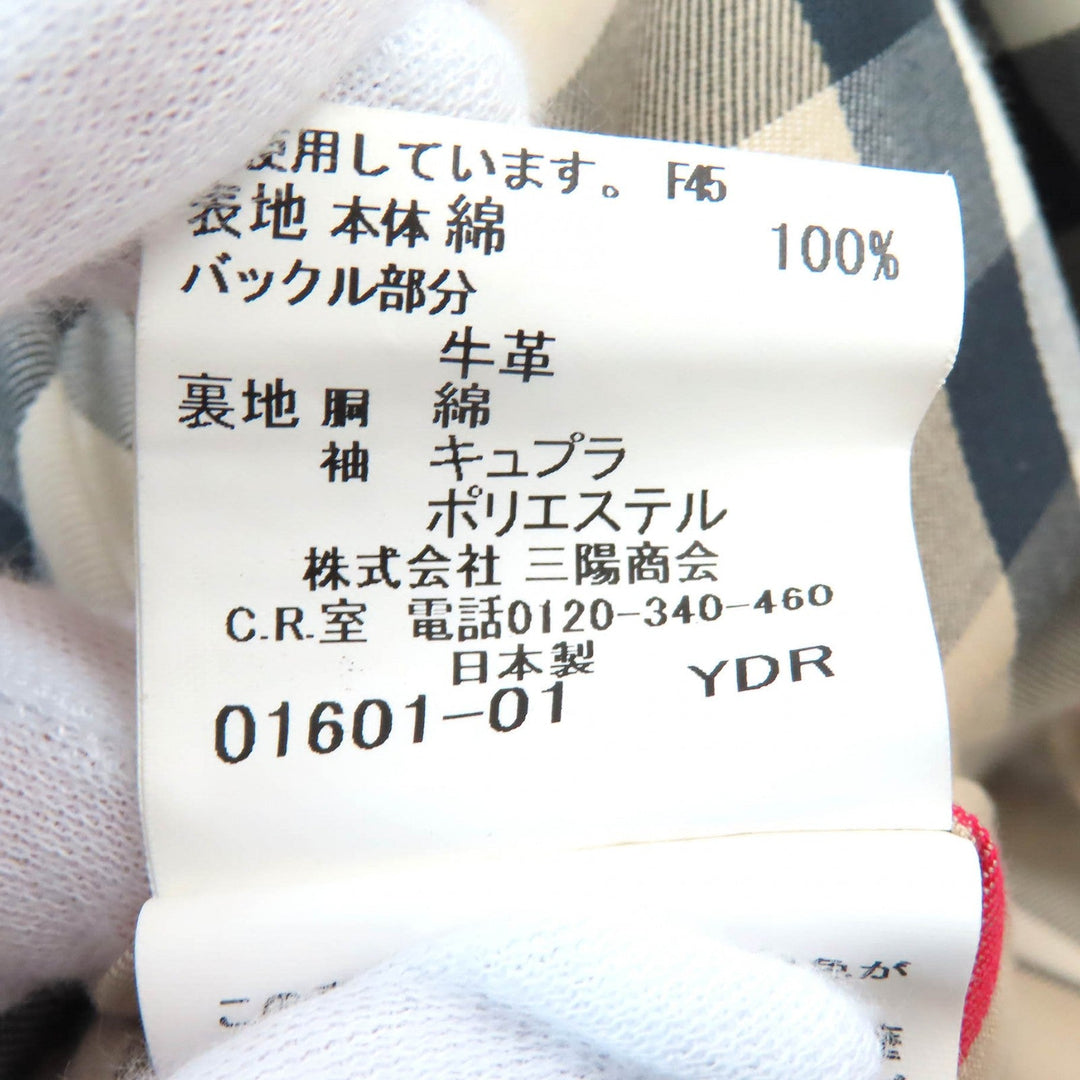 使用しています。 F45
表地 本体 綿 100%
バックル部分
牛革
裏地 胴 綿
袖 キュプラ
ポリエステル
株式会社 三陽商会
C.R.室 電話0120-340-460
日本製 YDR
01601-01
が
この